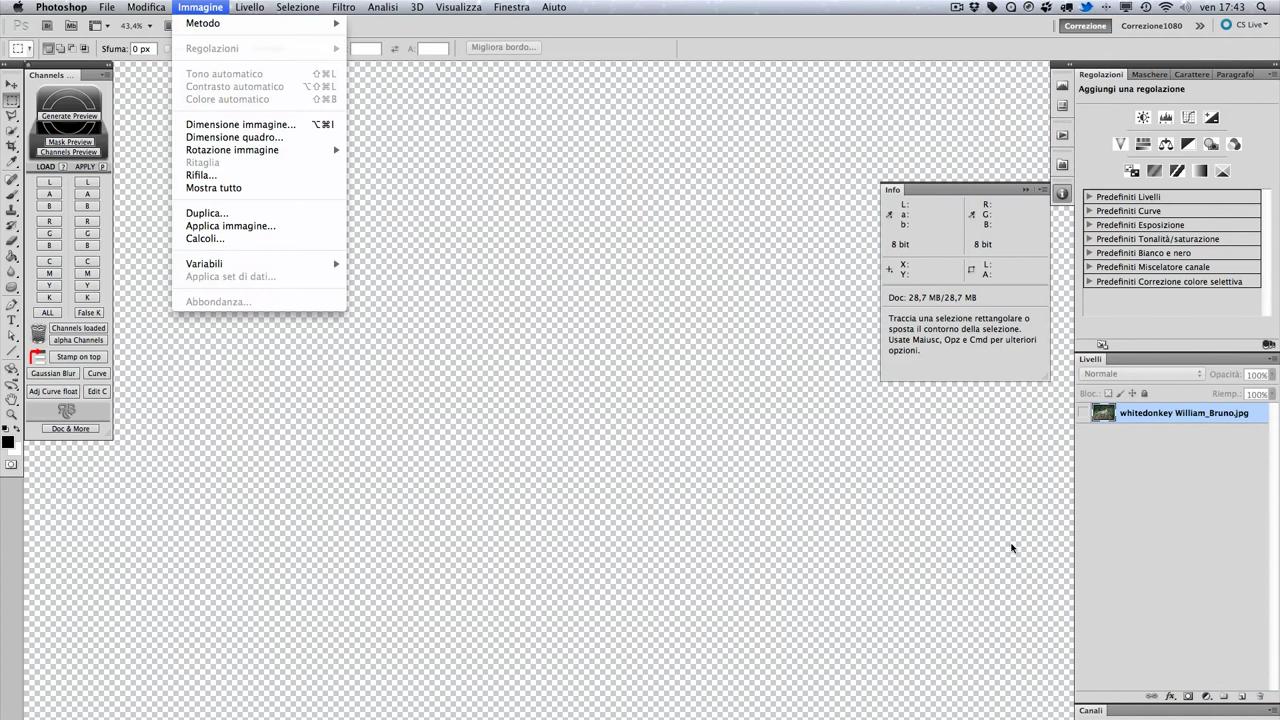 Photoshop File Modifica Immagine Livello Selezione Filtro Analisi 3D Visualizza Finestra Aiuto ven 17:43
Ps Br Mb 43,4% Correzione Correzione1080 >> CS Live
Sfuma: 0 px A: Migliora bordo...
Metodo
Regolazioni
Tono automatico ⇧⌘L
Contrasto automatico ⌥⇧⌘L
Colore automatico ⇧⌘B
Dimensione immagine... ⌥⌘I
Dimensione quadro...
Rotazione immagine
Ritaglia
Rifila...
Mostra tutto
Duplica...
Applica immagine...
Calcoli...
Variabili
Applica set di dati...
Abbondanza...
Channels ...
Generate Preview
Mask Preview
Channels Preview
LOAD ? APPLY P
L L
A A
B B
R R
G G
B B
C C
M M
Y Y
K K
ALL False K
Channels loaded
alpha Channels
Stamp on top
Gaussian Blur Curve
Adj Curve float Edit C
Doc & More
Info
L: R:
a: G:
b: B:
8 bit 8 bit
X: L:
Y: A:
Doc: 28,7 MB/28,7 MB
Traccia una selezione rettangolare o
sposta il contorno della selezione.
Usate Maiusc, Opz e Cmd per ulteriori
opzioni.
Regolazioni Maschere Carattere Paragrafo
Aggiungi una regolazione
Predefiniti Livelli
Predefiniti Curve
Predefiniti Esposizione
Predefiniti Tonalità/saturazione
Predefiniti Bianco e nero
Predefiniti Miscelatore canale
Predefiniti Correzione colore selettiva
Livelli
Normale Opacità: 100%
Bloc.: Riemp.: 100%
whitedonkey William_Bruno.jpg
Canali